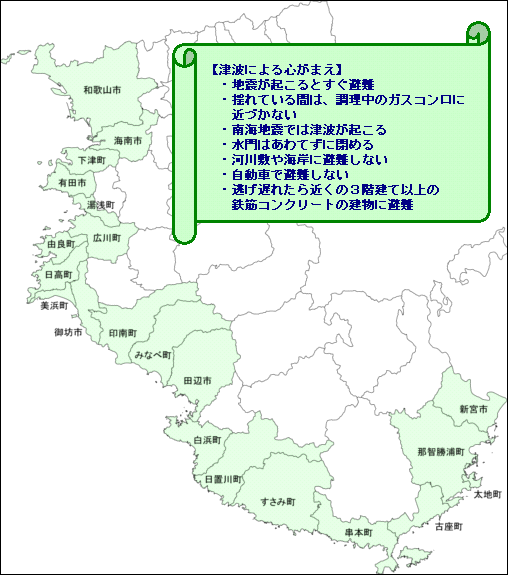 【津波による心がまえ】
・地震が起こるとすぐ避難
・揺れている間は、調理中のガスコンロに
近づかない
・南海地震では津波が起こる
・水門はあわてずに閉める
・河川敷や海岸に避難しない
・自動車で避難しない
・逃げ遅れたら近くの３階建て以上の
鉄筋コンクリートの建物に避難
和歌山市
海南市
下津町
有田市
湯浅町
広川町
由良町
日高町
美浜町
御坊市
印南町
みなべ町
田辺市
白浜町
日置川町
すさみ町
串本町
古座町
太地町
那智勝浦町
新宮市